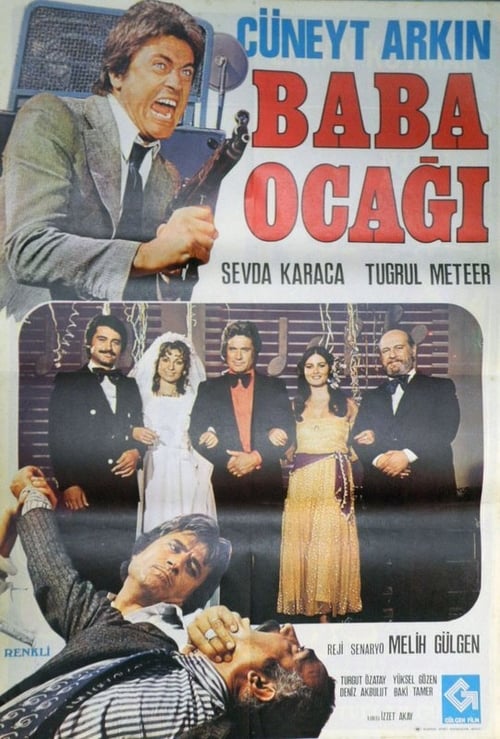 CÜNEYT ARKIN
BABA
OCAĞI
SEVDA KARACA TUGRUL METEER
RENKLİ
REJİ SENARYO MELİH GÜLGEN
TURGUT ÖZATAY YÜKSEL GÖZEN
DENİZ AKBULUT BAKİ TAMER
İZZET AKAY
GÜLGEN FİLM